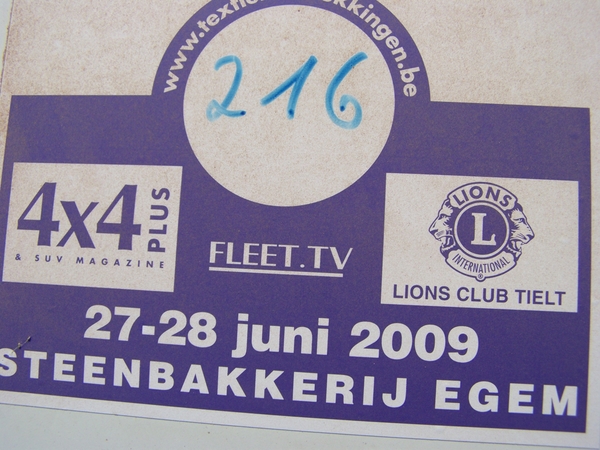 216
4x4
PLUS
& SUV MAGAZINE
FLEET.TV
LIONS
L
INTERNATIONAL
®
LIONS CLUB TIELT
27-28 juni 2009
STEENBAKKERIJ EGEM